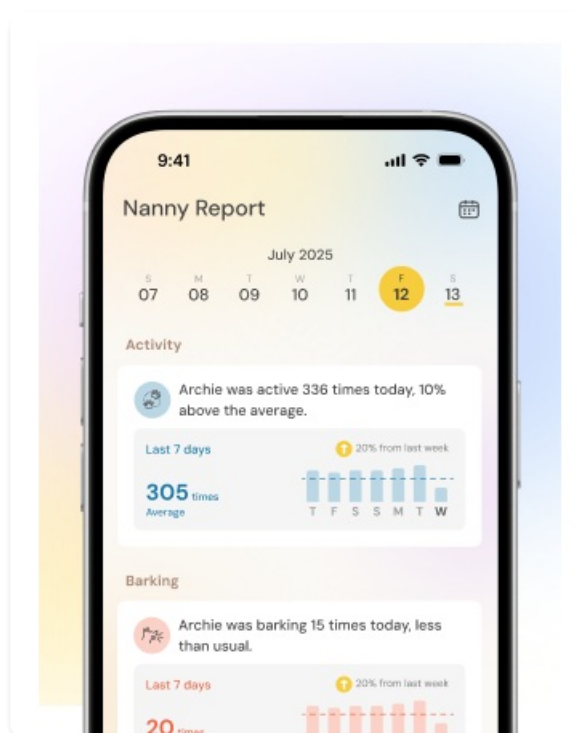 9:41
Nanny Report
July 2025
S M T W T F S
07 08 09 10 11 12 13
Activity
Archie was active 336 times today, 10%
above the average.
Last 7 days
20% from last week
305 times
Average
T F S S M T W
Barking
Archie was barking 15 times today, less
than usual.
Last 7 days
20% from last week
20 times